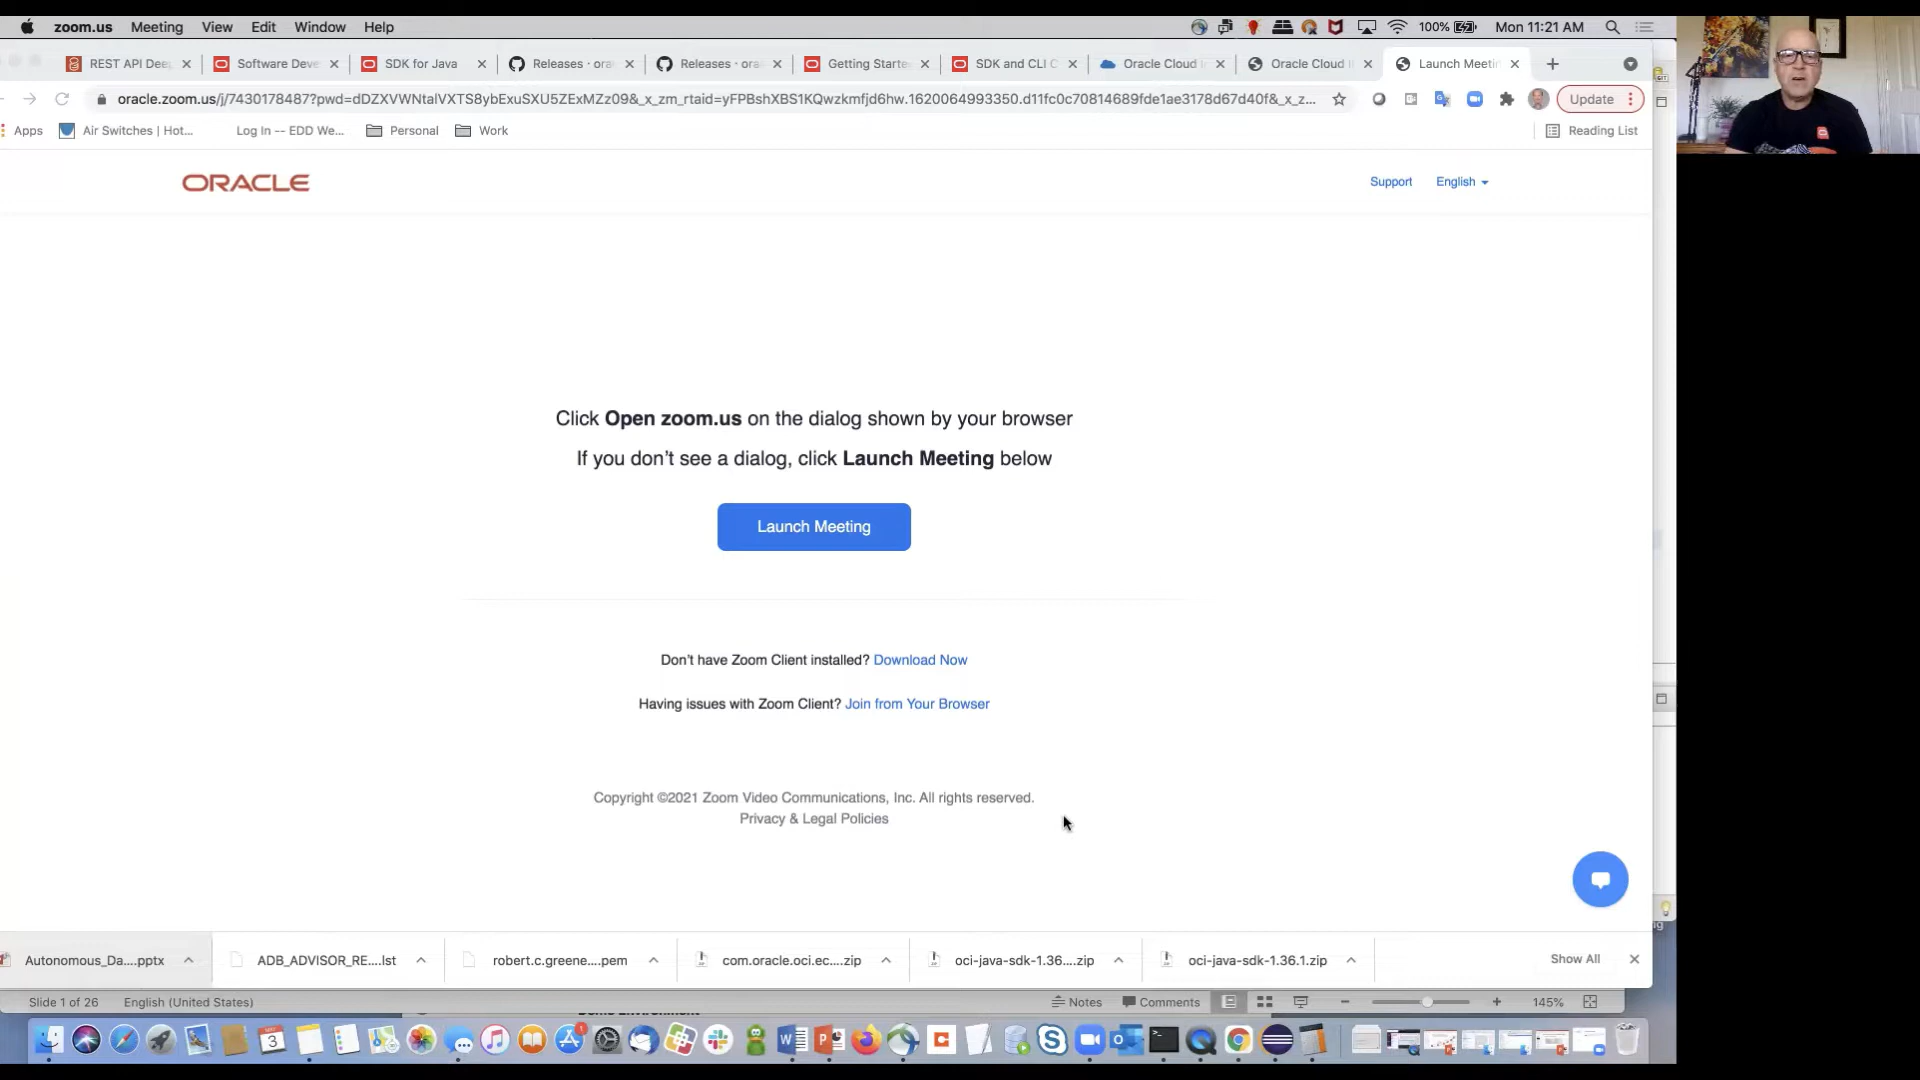 zoom.us Meeting View Edit Window Help 100% Mon 11:21 AM
REST API Dee Software Deve SDK for Java Releases · ora Releases · ora Getting Starte SDK and CLI C Oracle Cloud I Oracle Cloud I Launch Meetin
oracle.zoom.us/j/7430178487?pwd=dDZXVWNtalVXTS8ybExuSXU5ZExMZz09&_x_zm_rtaid=yFPBshXBS1KQwzkmfjd6hw.1620064993350.d11fc0c70814689fde1ae3178d67d40f&_x_z... Update
Apps Air Switches | Hot... Log In -- EDD We... Personal Work Reading List
ORACLE Support English
Click Open zoom.us on the dialog shown by your browser
If you don't see a dialog, click Launch Meeting below
Launch Meeting
Don't have Zoom Client installed? Download Now
Having issues with Zoom Client? Join from Your Browser
Copyright ©2021 Zoom Video Communications, Inc. All rights reserved.
Privacy & Legal Policies
Autonomous_Da....pptx ADB_ADVISOR_RE....lst robert.c.greene....pem com.oracle.oci.ec....zip oci-java-sdk-1.36....zip oci-java-sdk-1.36.1.zip Show All
Slide 1 of 26 English (United States) Notes Comments 145%